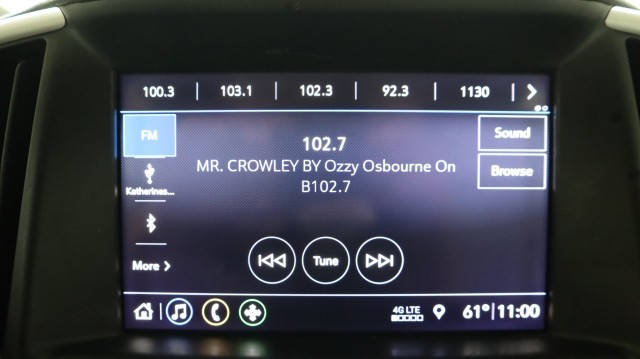 100.3 | 103.1 | 102.3 | 92.3 | 1130 |
FM
102.7
Sound
MR. CROWLEY BY Ozzy Osbourne On
B102.7
Browse
Katherines...
More
Tune
4G LTE
61° | 11:00